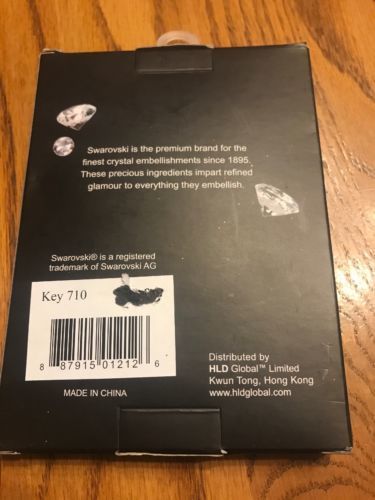 Swarovski is the premium brand for the
finest crystal embellishments since 1895.
These precious ingredients impart refined
glamour to everything they embellish.
Swarovski® is a registered
trademark of Swarovski AG
Key 710
8 87915 01212 6
MADE IN CHINA
Distributed by
HLD Global™ Limited
Kwun Tong, Hong Kong
www.hldglobal.com